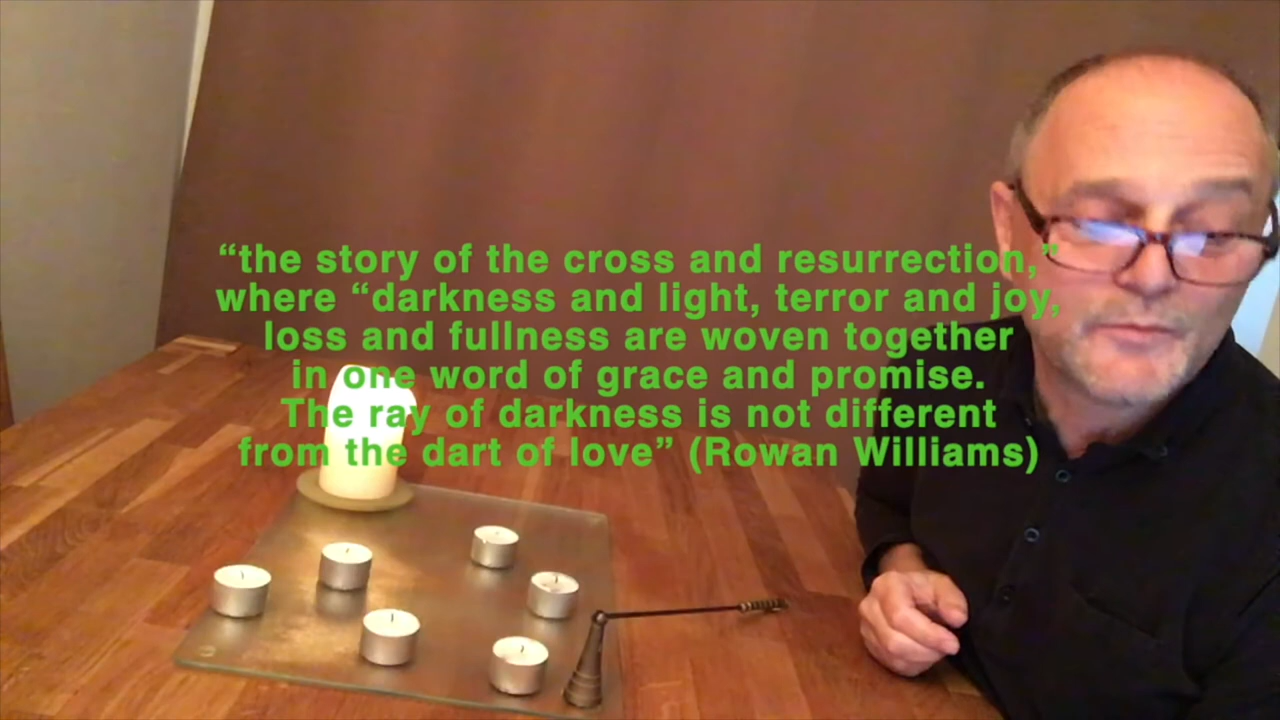 “the story of the cross and resurrection,”
where “darkness and light, terror and joy,
loss and fullness are woven together
in one word of grace and promise.
The ray of darkness is not different
from the dart of love” (Rowan Williams)